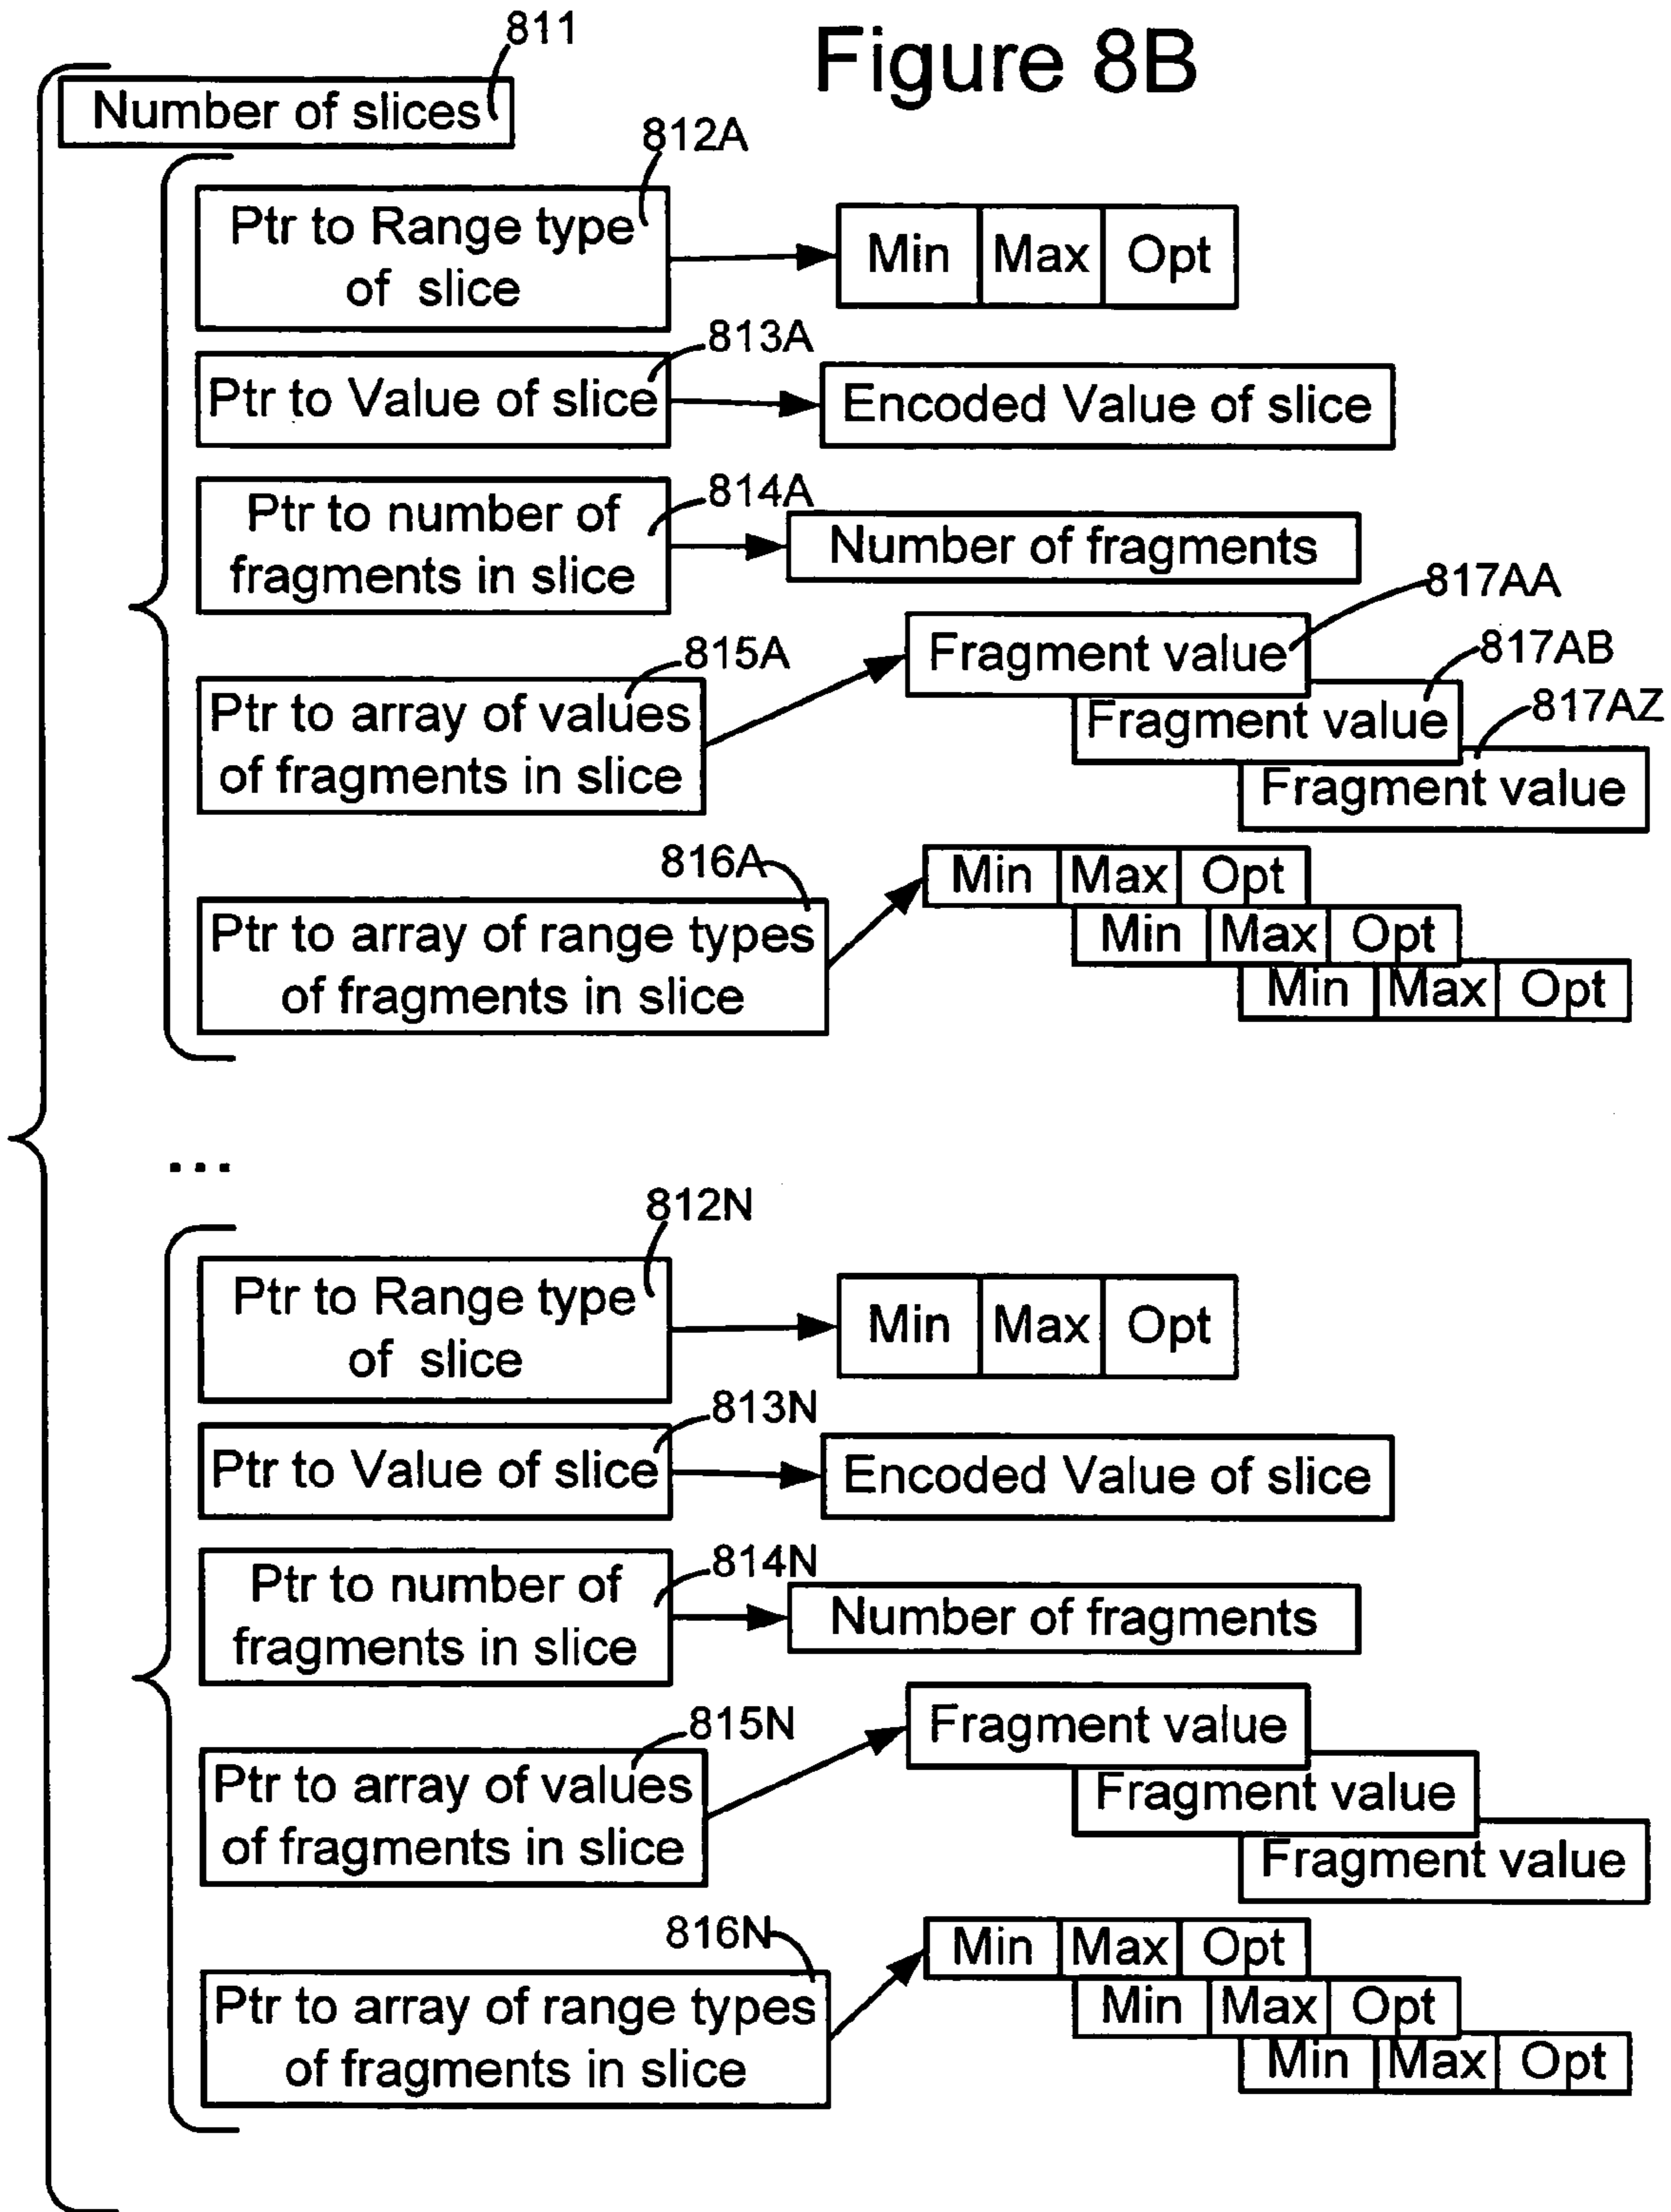 811
Figure 8B
Number of slices
812A
Ptr to Range type
of slice
Min Max Opt
813A
Ptr to Value of slice
Encoded Value of slice
814A
Ptr to number of
fragments in slice
Number of fragments
817AA
815A
Fragment value
817AB
Ptr to array of values
of fragments in slice
Fragment value
817AZ
Fragment value
816A
Min Max Opt
Ptr to array of range types
of fragments in slice
Min Max Opt
Min Max Opt
...
812N
Ptr to Range type
of slice
Min Max Opt
813N
Ptr to Value of slice
Encoded Value of slice
814N
Ptr to number of
fragments in slice
Number of fragments
815N
Fragment value
Ptr to array of values
of fragments in slice
Fragment value
Fragment value
816N
Min Max Opt
Ptr to array of range types
of fragments in slice
Min Max Opt
Min Max Opt